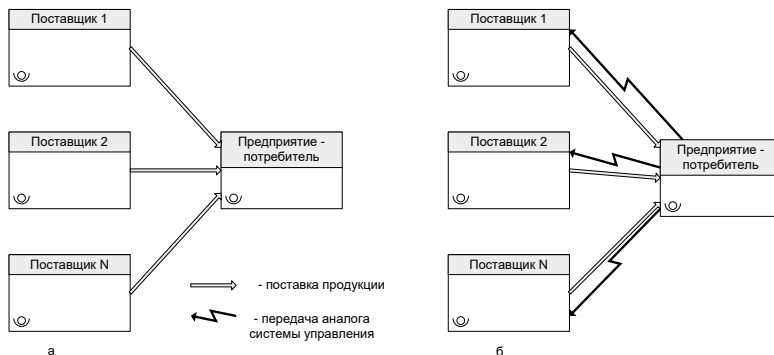 Поставщик 1
Поставщик 2
Предприятие -
потребитель
Поставщик N
- поставка продукции
- передача аналога
системы управления
а
Поставщик 1
Поставщик 2
Предприятие -
потребитель
Поставщик N
б